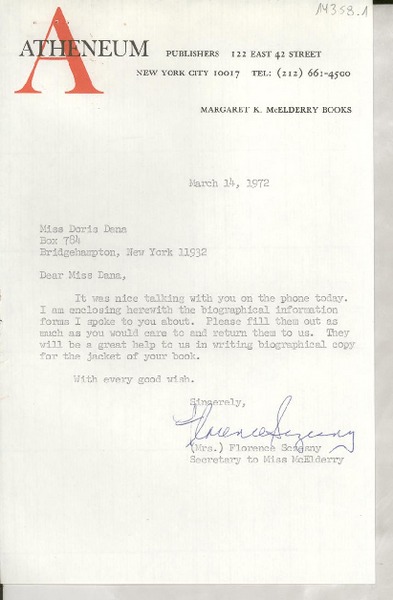 14358.1
ATHENEUM PUBLISHERS 122 EAST 42 STREET
NEW YORK CITY 10017 TEL: (212) 661-4500
MARGARET K. McELDERRY BOOKS
March 14, 1972
Miss Doris Dana
Box 784
Bridgehampton, New York 11932
Dear Miss Dana,
It was nice talking with you on the phone today.
I am enclosing herewith the biographical information
forms I spoke to you about. Please fill them out as
much as you would care to and return them to us. They
will be a great help to us in writing biographical copy
for the jacket of your book.
With every good wish.
Sincerely,
Florence
(Mrs.) Florence
Secretary to Miss McElderry